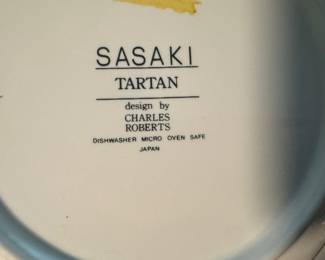 SASAKI
TARTAN
design by
CHARLES
ROBERTS
DISHWASHER MICRO OVEN SAFE
JAPAN